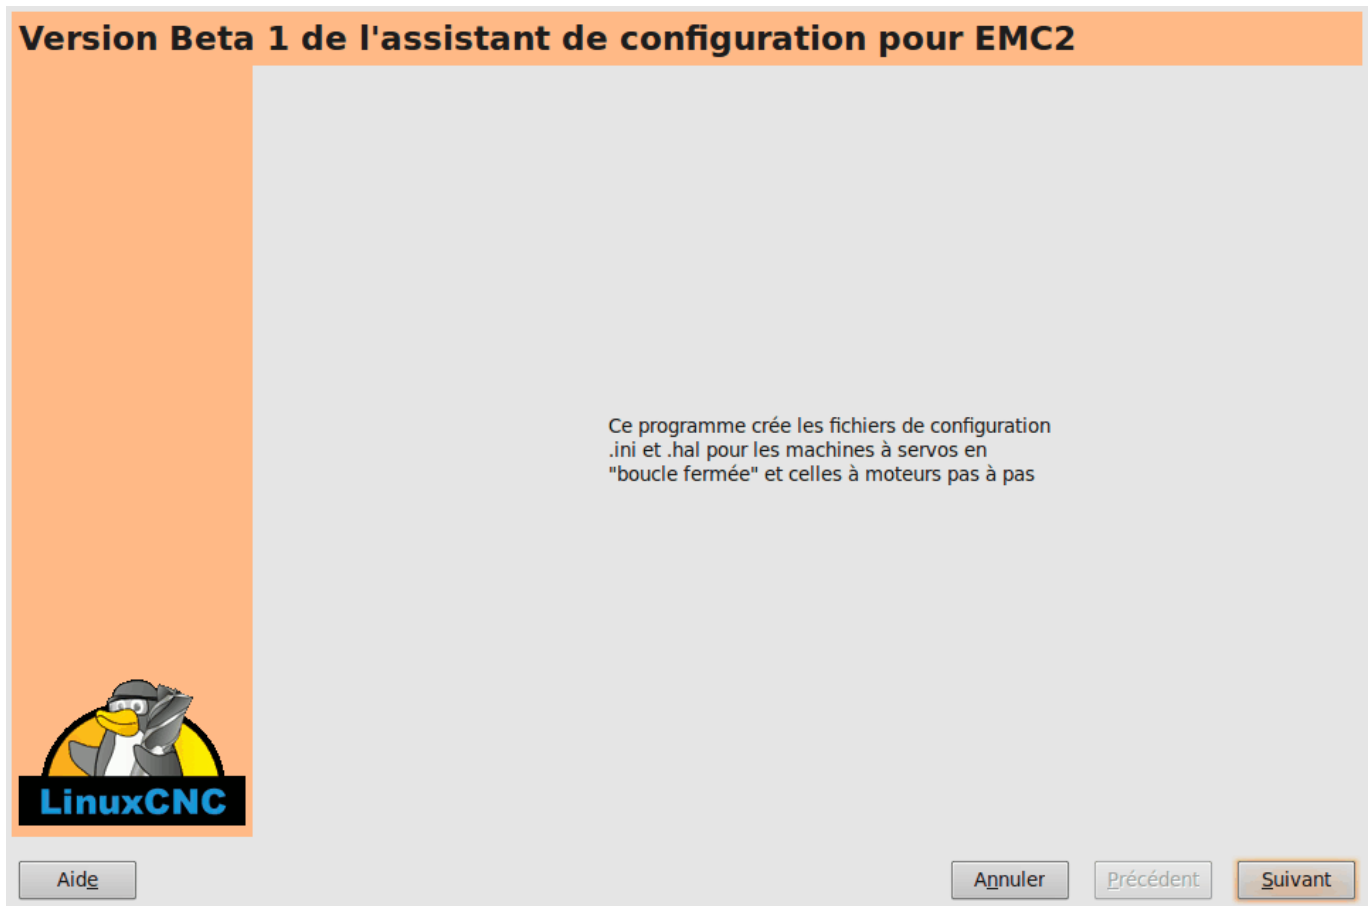 Version Beta 1 de l'assistant de configuration pour EMC2
Ce programme crée les fichiers de configuration
.ini et .hal pour les machines à servos en
"boucle fermée" et celles à moteurs pas à pas
LinuxCNC
Aide
Annuler
Précédent
Suivant